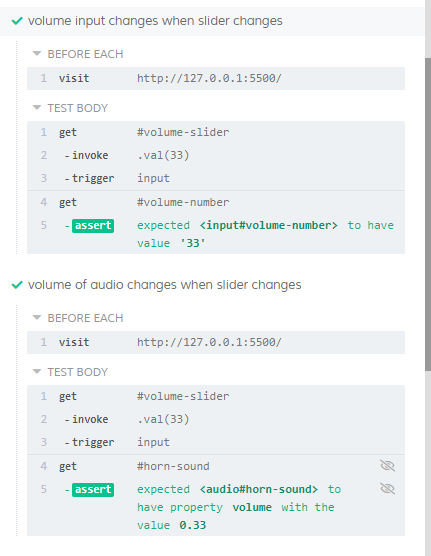 volume input changes when slider changes
BEFORE EACH
1 visit http://127.0.0.1:5500/
TEST BODY
1 get #volume-slider
2 -invoke .val(33)
3 -trigger input
4 get #volume-number
5 -assert expected <input#volume-number> to have
value '33'
volume of audio changes when slider changes
BEFORE EACH
1 visit http://127.0.0.1:5500/
TEST BODY
1 get #volume-slider
2 -invoke .val(33)
3 -trigger input
4 get #horn-sound
5 -assert expected <audio#horn-sound> to
have property volume with the
value 0.33